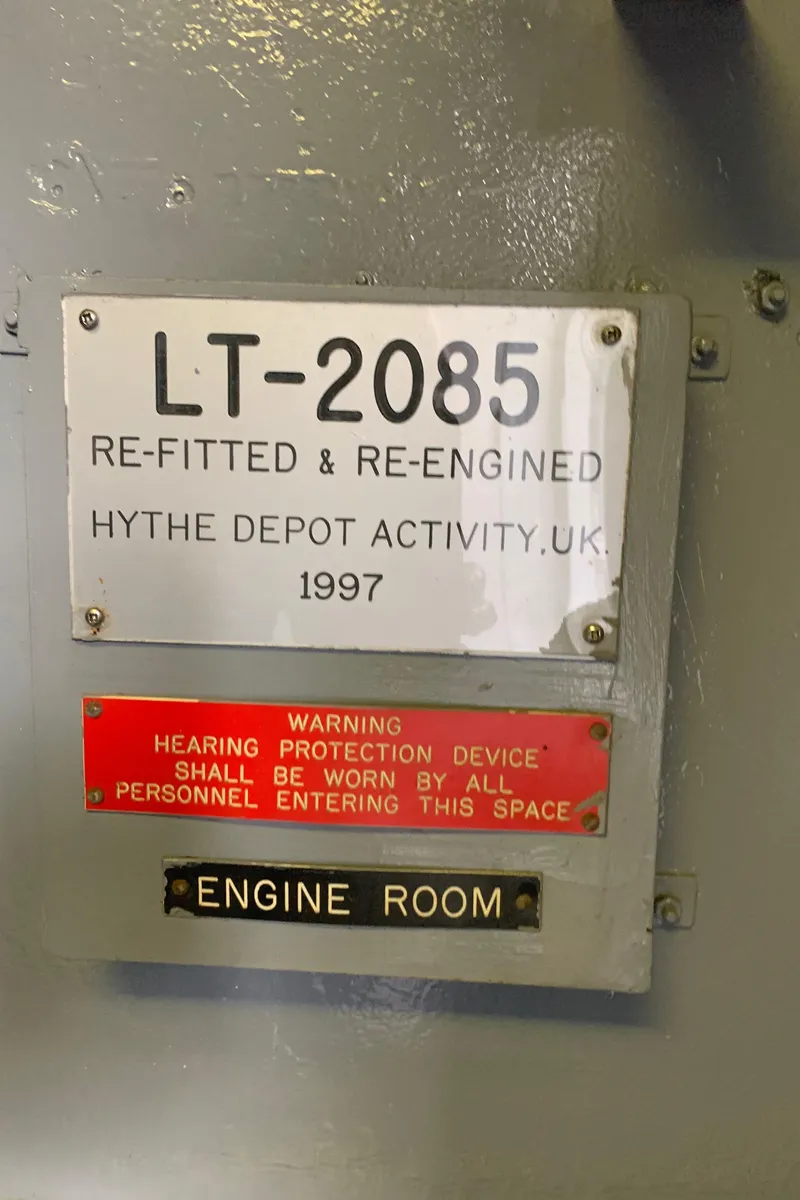 LT-2085
RE-FITTED & RE-ENGINED
HYTHE DEPOT ACTIVITY, UK.
1997
WARNING
HEARING PROTECTION DEVICE
SHALL BE WORN BY ALL
PERSONNEL ENTERING THIS SPACE
ENGINE ROOM